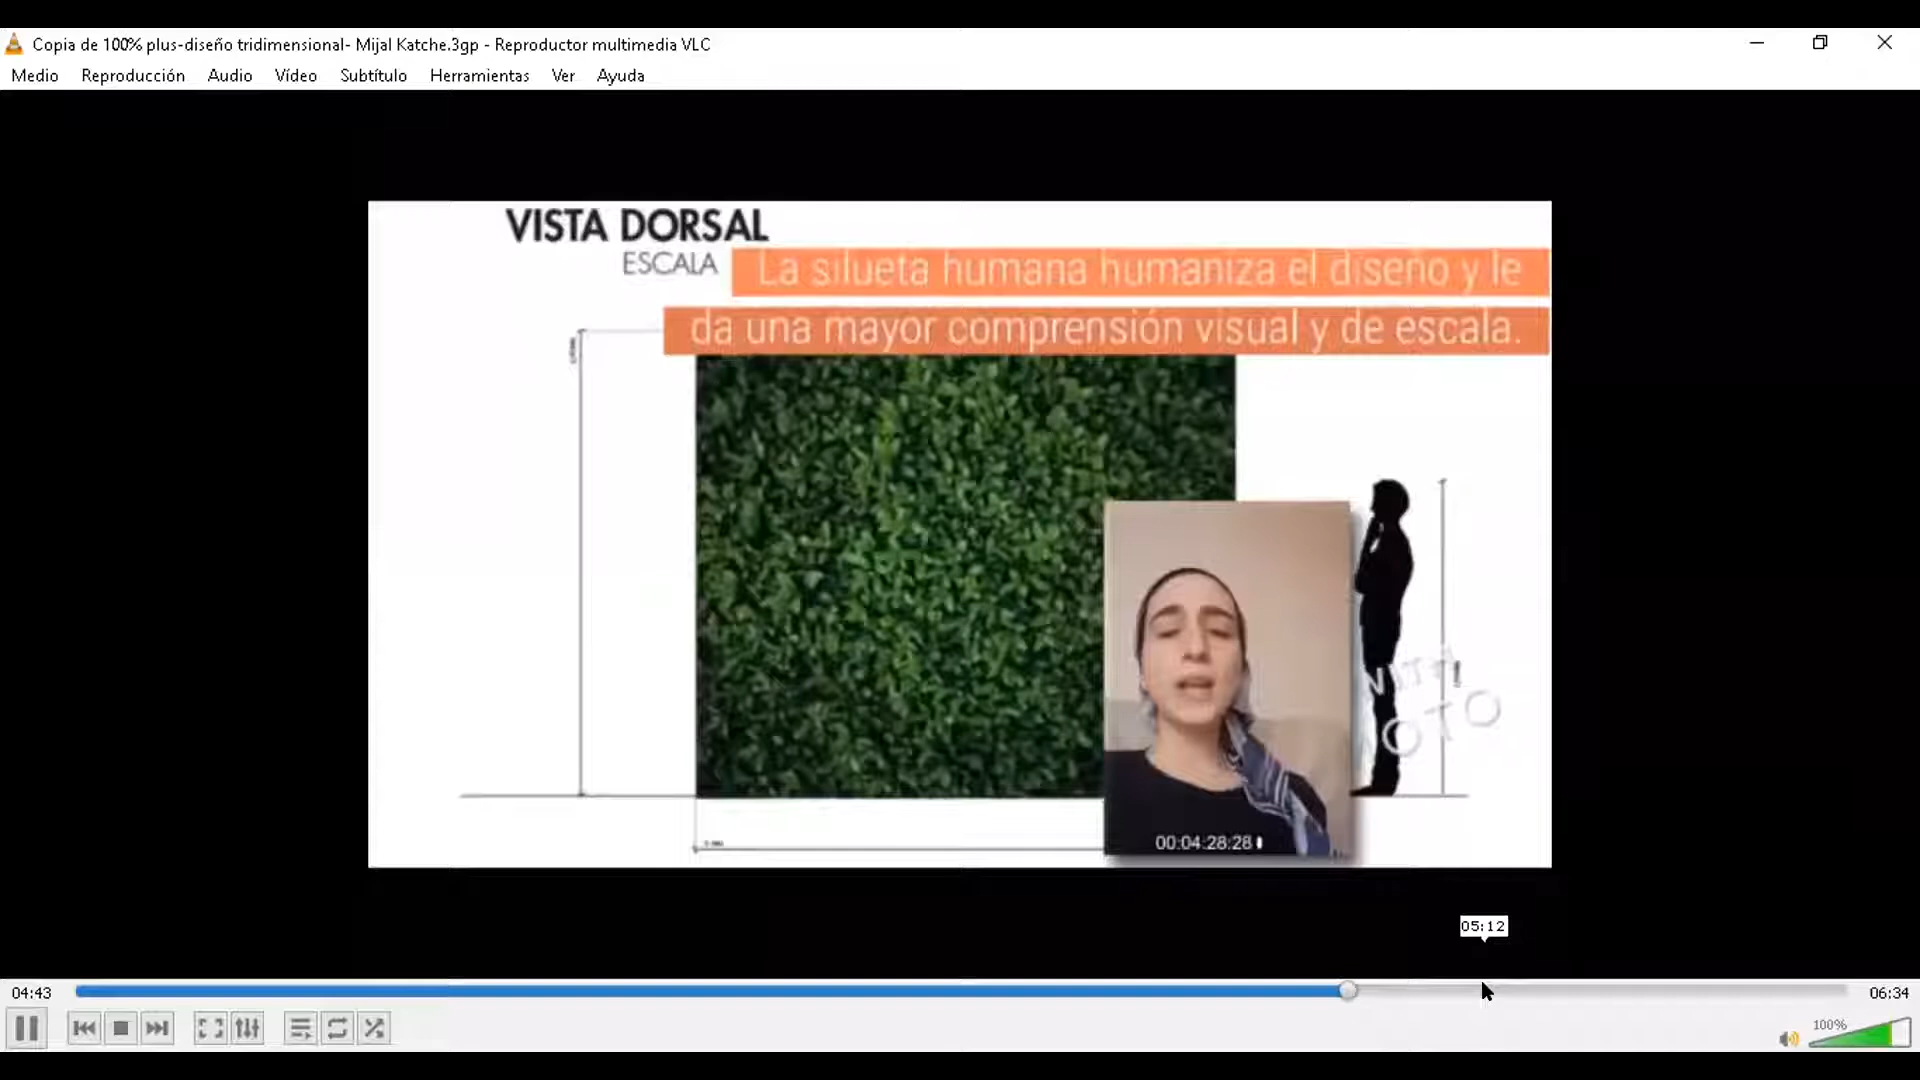 Copia de 100% plus-diseño tridimensional- Mijal Katche.3gp - Reproductor multimedia VLC
Medio Reproducción Audio Vídeo Subtítulo Herramientas Ver Ayuda
VISTA DORSAL
ESCALA
La silueta humana humaniza el diseño y le
da una mayor comprensión visual y de escala.
00:04:28:28
05:12
04:43
06:34
100%